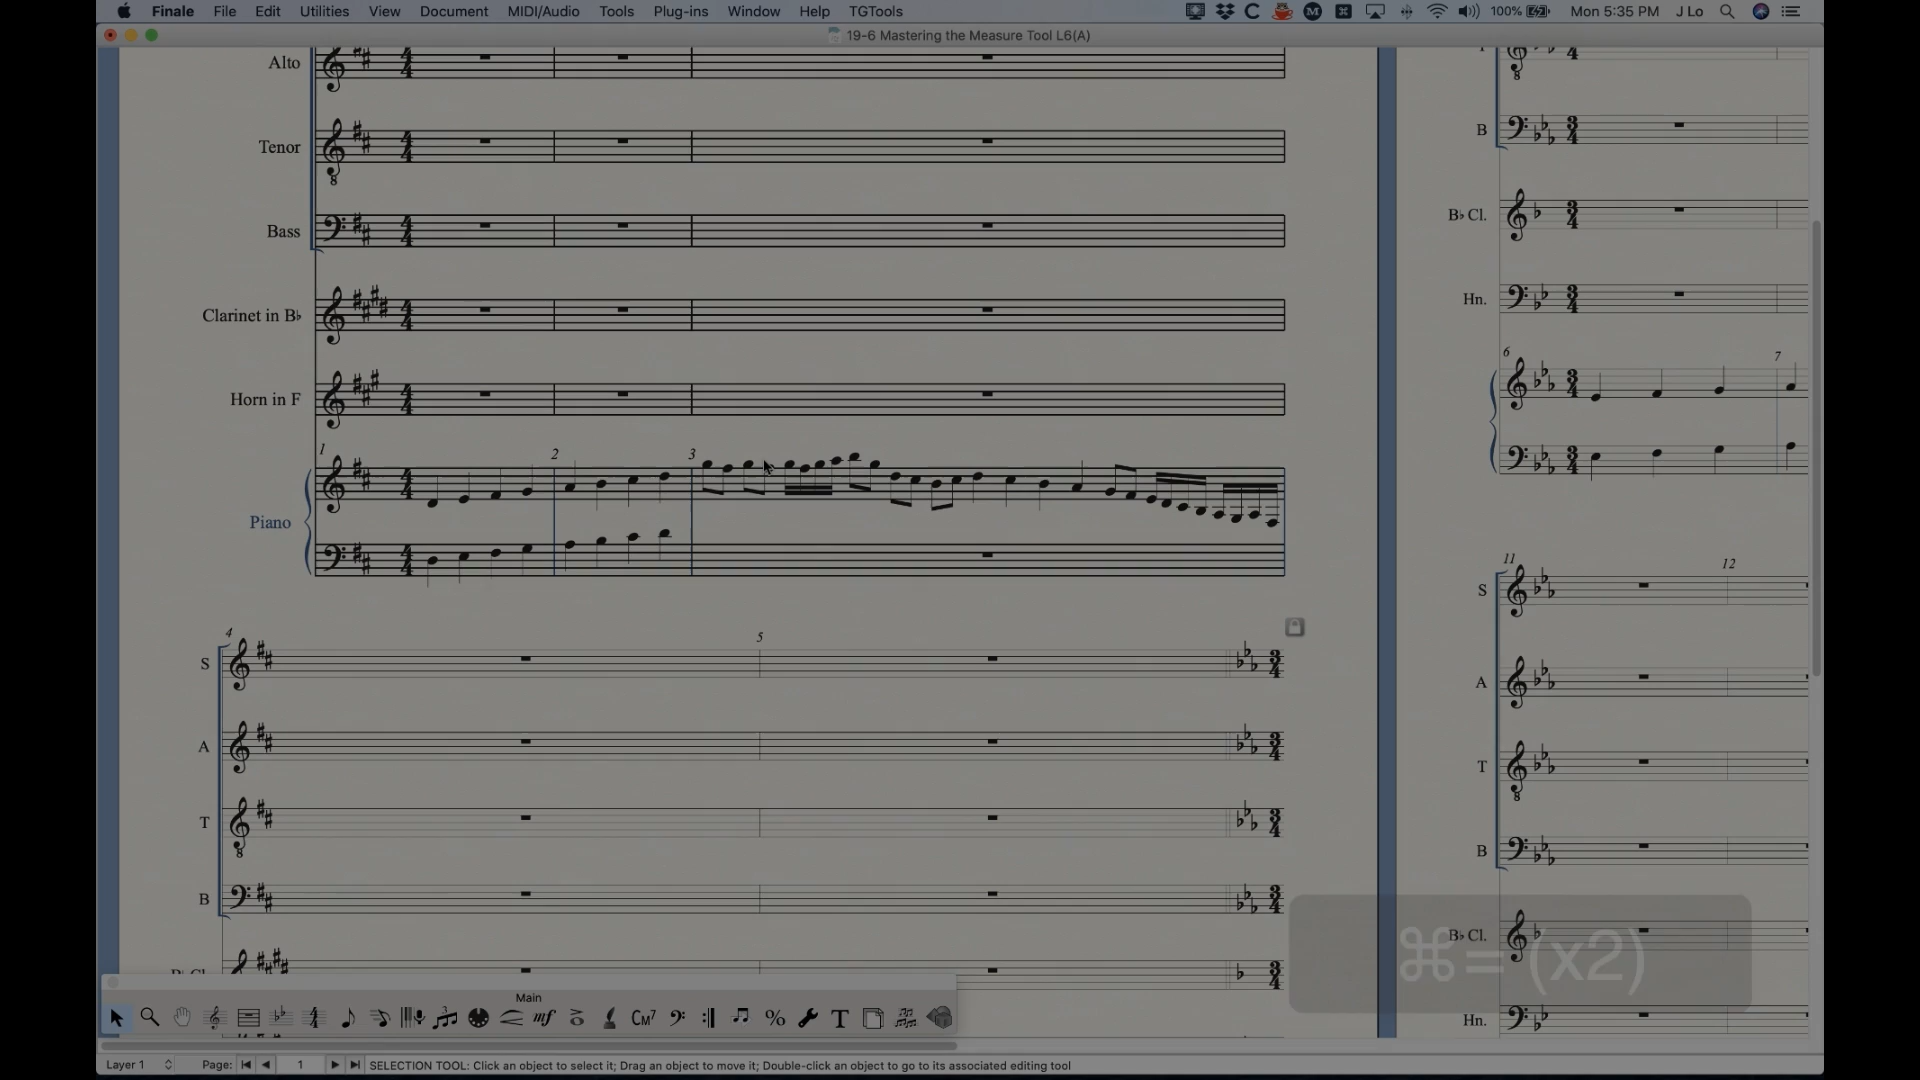 Finale File Edit Utilities View Document MIDI/Audio Tools Plug-ins Window Help TGTools 100% Mon 5:35 PM J Lo
19-6 Mastering the Measure Tool L6(A)
Alto
Tenor
Bass
Clarinet in B♭
Horn in F
1 2 3
Piano
4 5
S
A
T
B
B
B♭ Cl.
Hn.
6 7
11 12
S
A
T
B
B♭ Cl.
Hn.
⌘= (x2)
Main
Layer 1 Page: 1 SELECTION TOOL: Click an object to select it; Drag an object to move it; Double-click an object to go to its associated editing tool